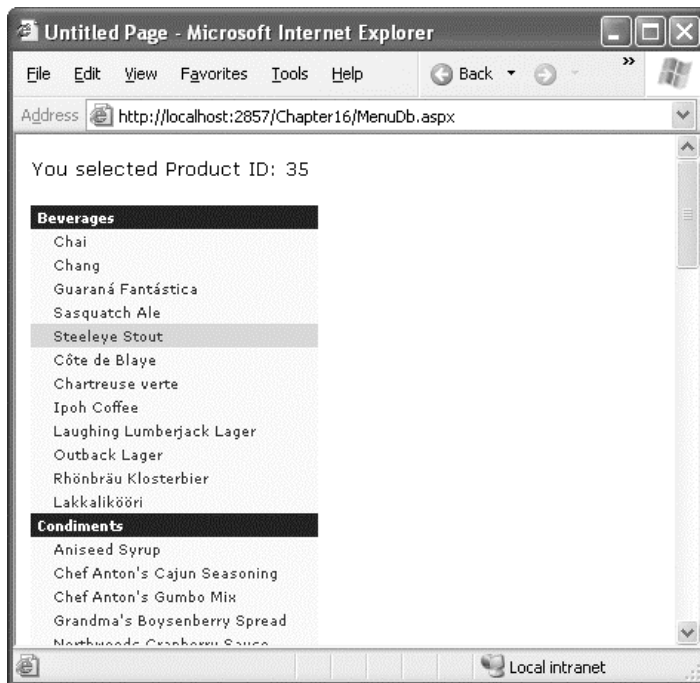 Untitled Page - Microsoft Internet Explorer
File Edit View Favorites Tools Help Back »
Address http://localhost:2857/Chapter16/MenuDb.aspx
You selected Product ID: 35
Beverages
Chai
Chang
Guaraná Fantástica
Sasquatch Ale
Steeleye Stout
Côte de Blaye
Chartreuse verte
Ipoh Coffee
Laughing Lumberjack Lager
Outback Lager
Rhönbräu Klosterbier
Lakkalikööri
Condiments
Aniseed Syrup
Chef Anton's Cajun Seasoning
Chef Anton's Gumbo Mix
Grandma's Boysenberry Spread
Northwoods Cranberry Sauce
Local intranet